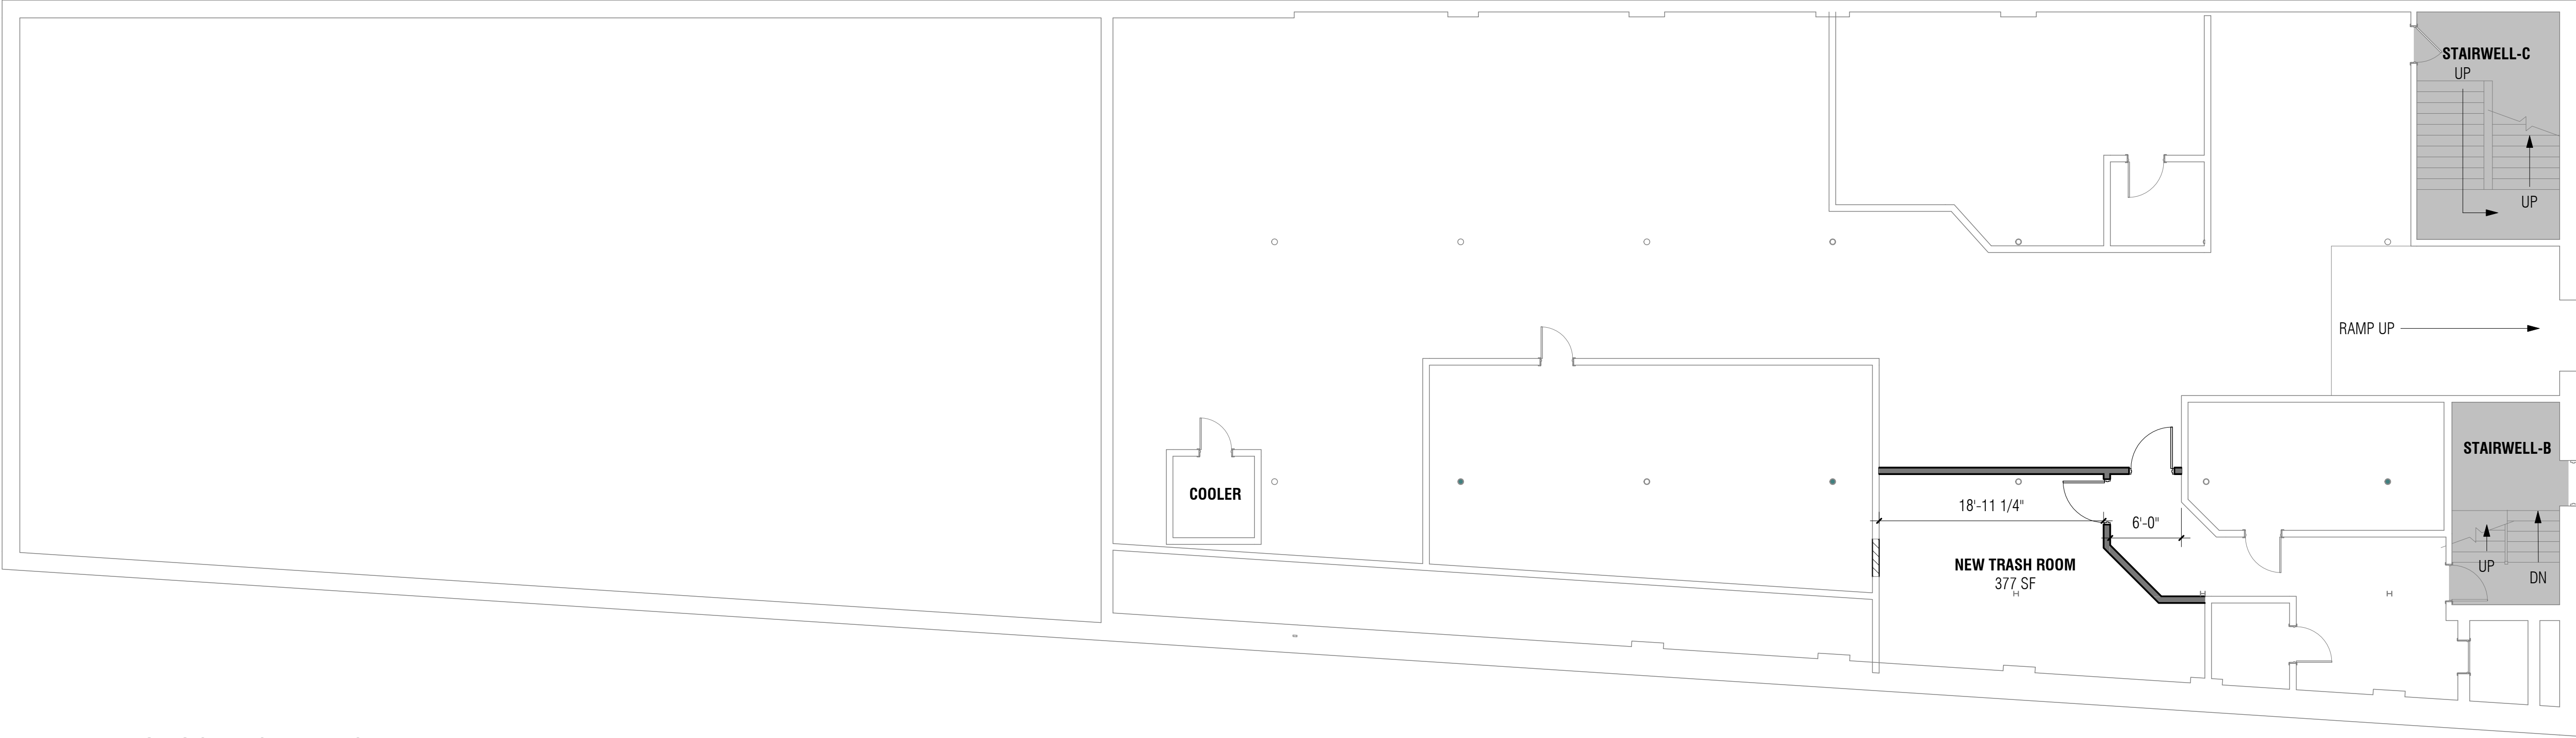 STAIRWELL-C
UP
UP
RAMP UP
STAIRWELL-B
COOLER
18'-11 1/4"
6'-0"
NEW TRASH ROOM
377 SF
UP
DN